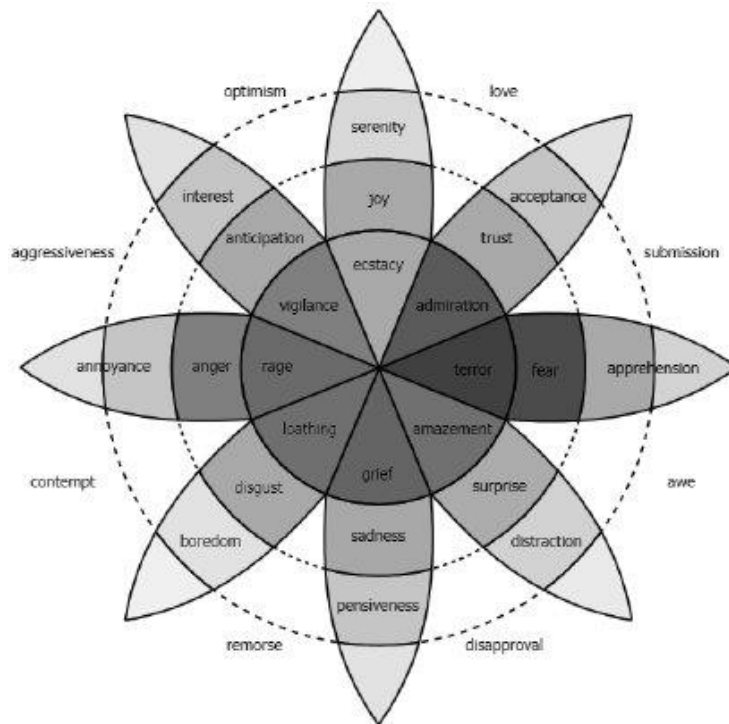 optimism
love
serenity
interest
acceptance
joy
anticipation
trust
aggressiveness
submission
ecstacy
vigilance
admiration
annoyance
anger
rage
terror
fear
apprehension
loathing
amazement
contempt
grief
awe
disgust
surprise
sadness
boredom
distraction
pensiveness
remorse
disapproval